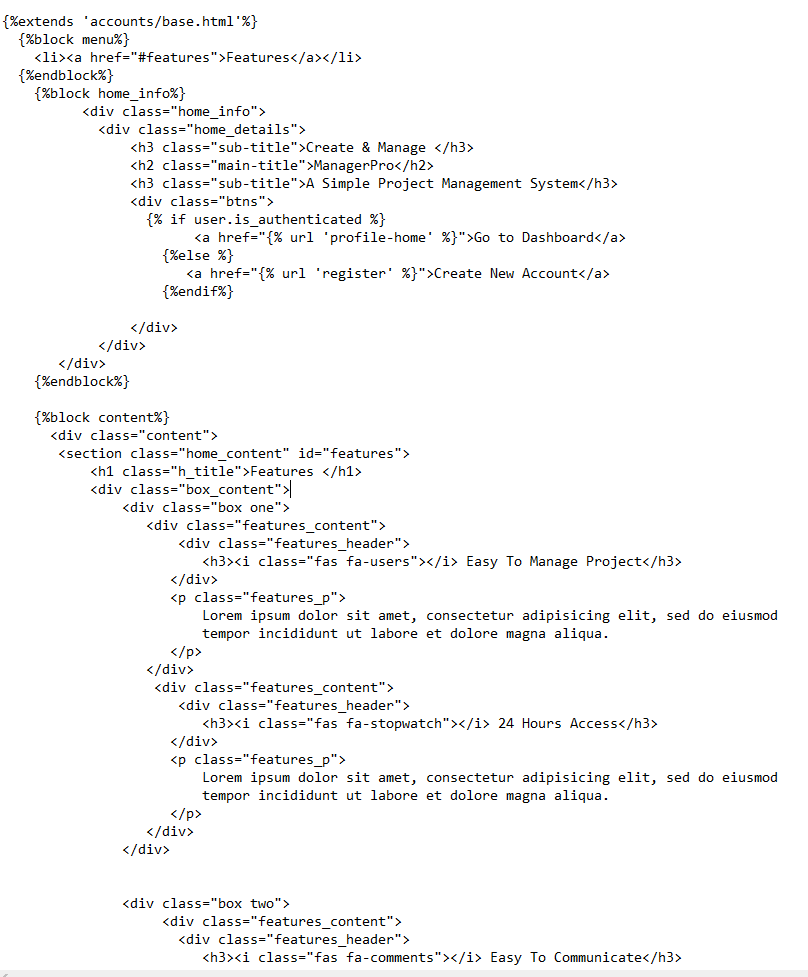 {%extends 'accounts/base.html'%}
{%block menu%}
<li><a href="#features">Features</a></li>
{%endblock%}
{%block home_info%}
<div class="home_info">
<div class="home_details">
<h3 class="sub-title">Create & Manage </h3>
<h2 class="main-title">ManagerPro</h2>
<h3 class="sub-title">A Simple Project Management System</h3>
<div class="btns">
{% if user.is_authenticated %}
<a href="{% url 'profile-home' %}">Go to Dashboard</a>
{%else %}
<a href="{% url 'register' %}">Create New Account</a>
{%endif%}
</div>
</div>
</div>
{%endblock%}
{%block content%}
<div class="content">
<section class="home_content" id="features">
<h1 class="h_title">Features </h1>
<div class="box_content">
<div class="box one">
<div class="features_content">
<div class="features_header">
<h3><i class="fas fa-users"></i> Easy To Manage Project</h3>
</div>
<p class="features_p">
Lorem ipsum dolor sit amet, consectetur adipisicing elit, sed do eiusmod
tempor incididunt ut labore et dolore magna aliqua.
</p>
</div>
<div class="features_content">
<div class="features_header">
<h3><i class="fas fa-stopwatch"></i> 24 Hours Access</h3>
</div>
<p class="features_p">
Lorem ipsum dolor sit amet, consectetur adipisicing elit, sed do eiusmod
tempor incididunt ut labore et dolore magna aliqua.
</p>
</div>
</div>
<div class="box two">
<div class="features_content">
<div class="features_header">
<h3><i class="fas fa-comments"></i> Easy To Communicate</h3>